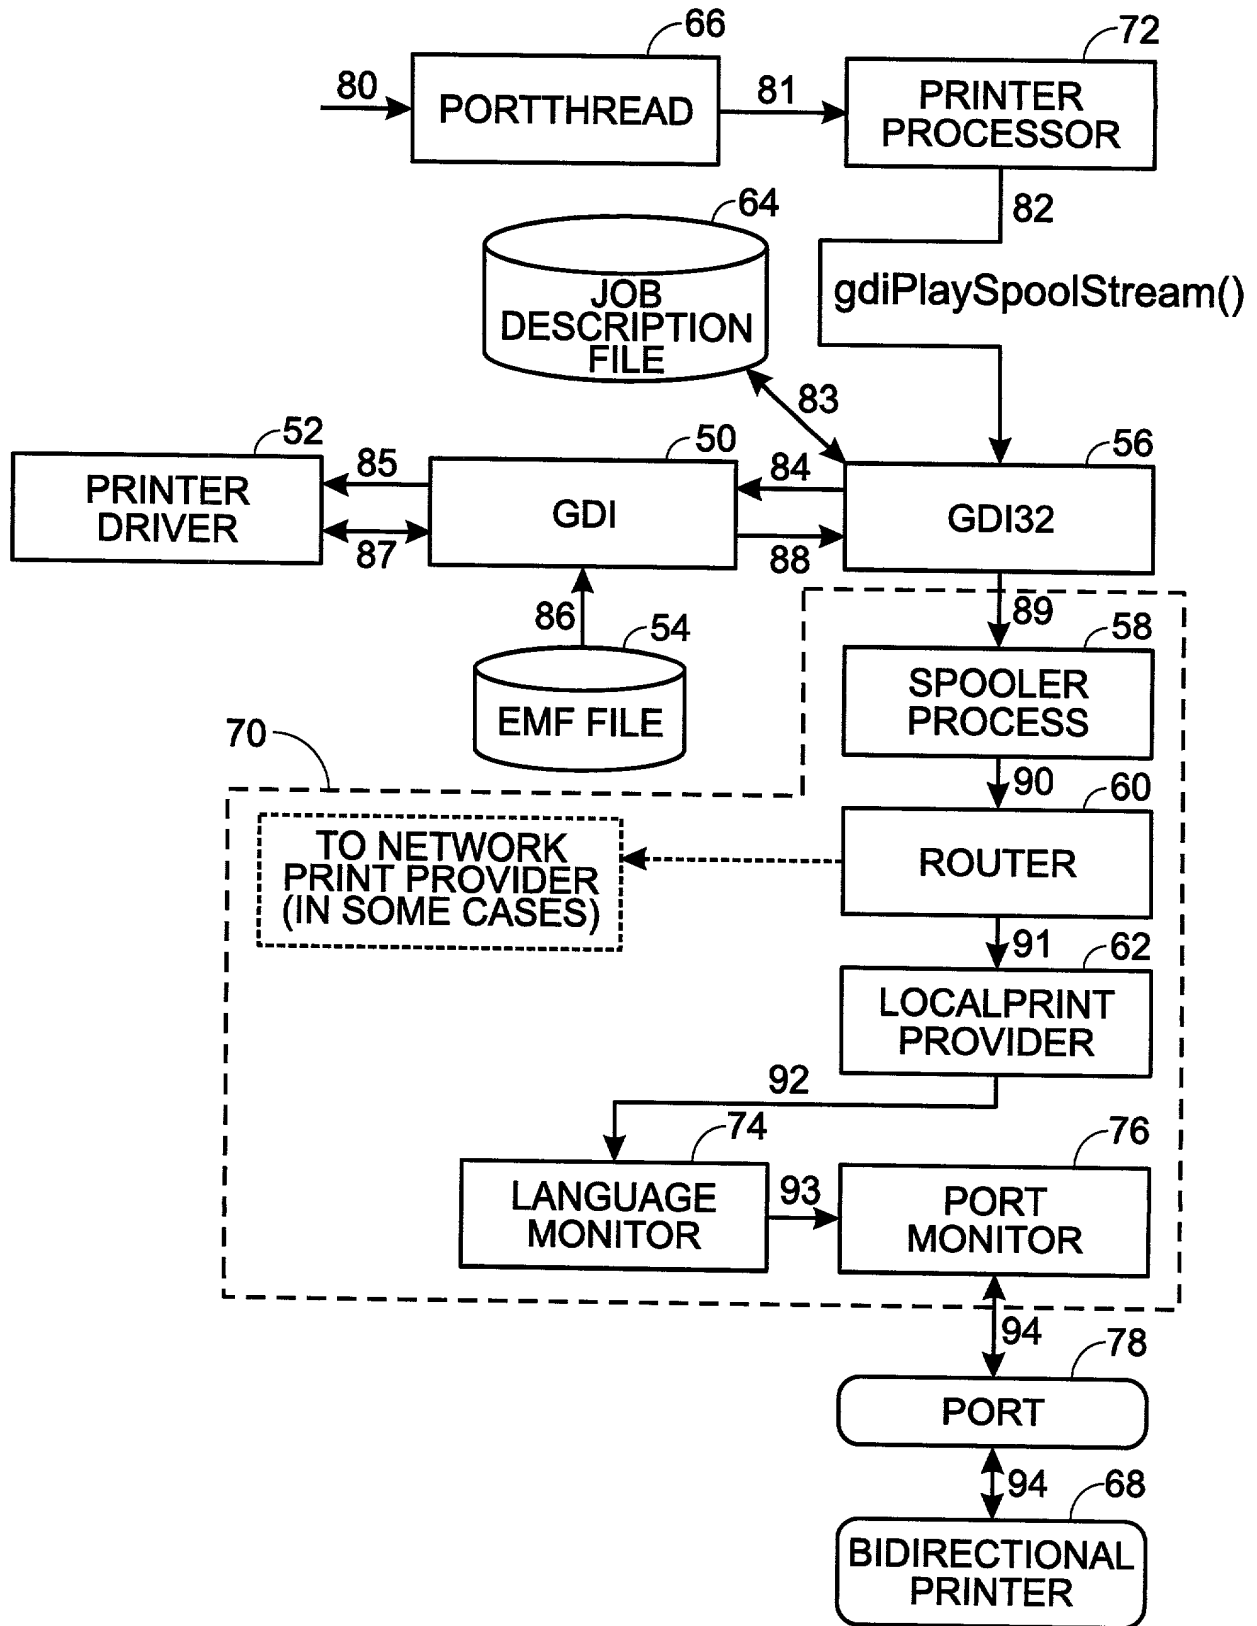 66
72
80
PORTTHREAD
81
PRINTER
PROCESSOR
82
64
JOB
DESCRIPTION
FILE
gdiPlaySpoolStream()
83
52
50
56
PRINTER
DRIVER
85
87
GDI
84
88
GDI32
86
54
89
58
EMF FILE
SPOOLER
PROCESS
70
90
60
TO NETWORK
PRINT PROVIDER
(IN SOME CASES)
ROUTER
91
62
LOCALPRINT
PROVIDER
92
74
76
LANGUAGE
MONITOR
93
PORT
MONITOR
94
78
PORT
94
68
BIDIRECTIONAL
PRINTER